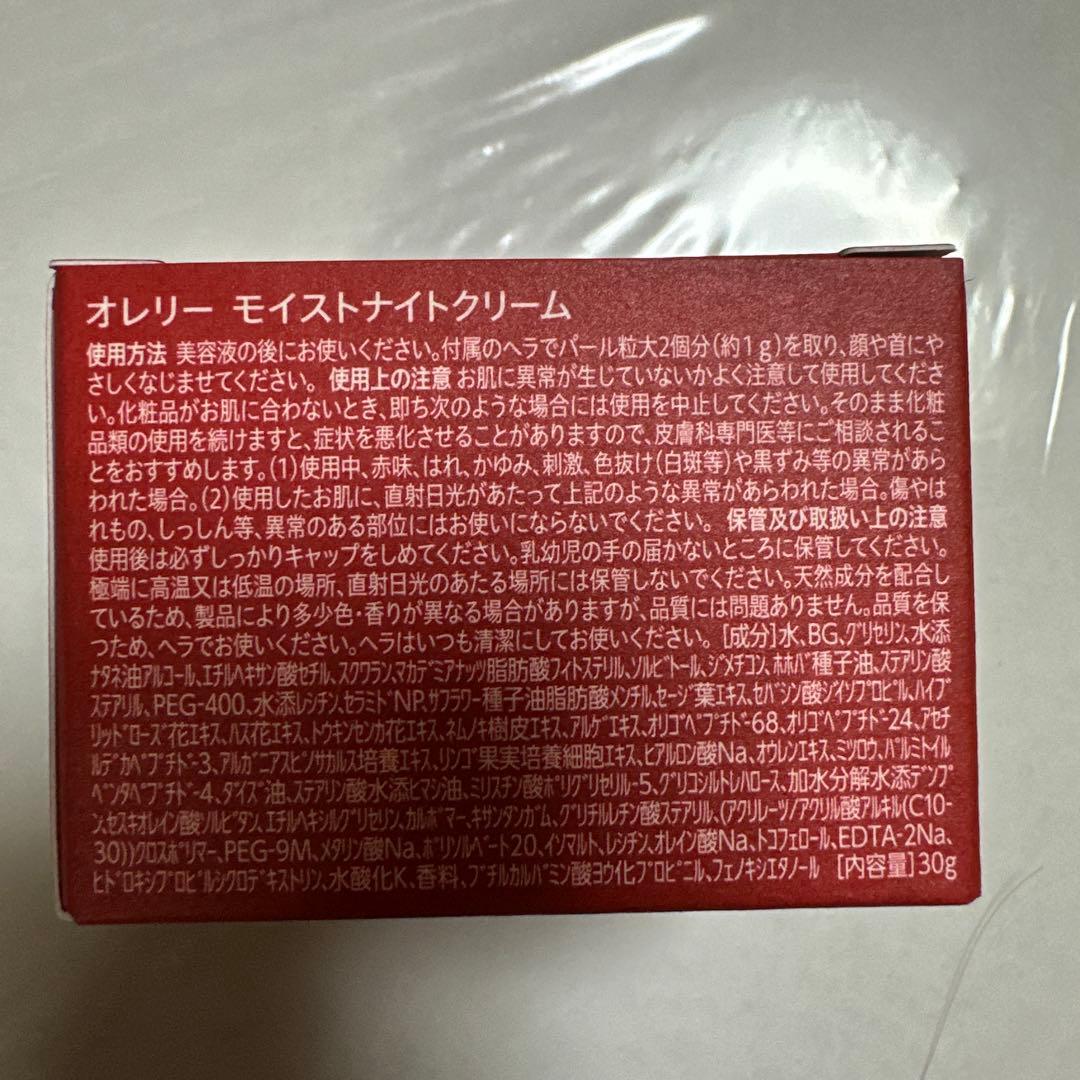 オレリー モイストナイトクリーム
使用方法 美容液の後にお使いください。付属のヘラでパール粒大2個分(約1g)を取り、顔や首にや
さしくなじませてください。 使用上の注意 お肌に異常が生じていないかよく注意して使用してくださ
い。化粧品がお肌に合わないとき、即ち次のような場合には使用を中止してください。そのまま化粧
品類の使用を続けますと、症状を悪化させることがありますので、皮膚科専門医等にご相談されるこ
とをおすすめします。(1)使用中、赤味、はれ、かゆみ、刺激、色抜け(白斑等)や黒ずみ等の異常があら
われた場合。(2)使用したお肌に、直射日光があたって上記のような異常があらわれた場合。傷やは
れもの、しっしん等、異常のある部位にはお使いにならないでください。 保管及び取扱い上の注意
使用後は必ずしっかりキャップをしめてください。乳幼児の手の届かないところに保管してください。
極端に高温又は低温の場所、直射日光のあたる場所には保管しないでください。天然成分を配合し
ているため、製品により多少色・香りが異なる場合がありますが、品質には問題ありません。品質を保
つため、ヘラでお使いください。ヘラはいつも清潔にしてお使いください。 [成分]水、BG、グリセリン、水添
ナタネ油アルコール、エチルヘキサン酸セチル、スクワラン、マカデミアナッツ脂肪酸フィトステリル、ソルビトール、ジメチコン、ホホバ種子油、ステアリン酸
ステアリル、PEG-400、水添レシチン、セラミドNP、サフラワー種子油脂肪酸メンチル、セージ葉エキス、セバシン酸ジイソプロピル、ハイブ
リッドローズ花エキス、ハス花エキス、トウキンセンカ花エキス、ネムノキ樹皮エキス、アルゲエキス、オリゴペプチド-68、オリゴペプチド-24、アセチ
ルデカペプチド-3、アルガニアスピノサカルス培養エキス、リンゴ果実培養細胞エキス、ヒアルロン酸Na、オウレンエキス、ミツロウ、パルミトイル
ペンタペプチド-4、ダイズ油、ステアリン酸水添ヒマシ油、ミリスチン酸ポリグリセリル-5、グリコシルトレハロース、加水分解水添デンプ
ン、セスキオレイン酸ソルビタン、エチルヘキシルグリセリン、カルボマー、キサンタンガム、グリチルレチン酸ステアリル、(アクリレーツ/アクリル酸アルキル(C10-
30))クロスポリマー、PEG-9M、メタリン酸Na、ポリソルベート20、イソマルト、レシチン、オレイン酸Na、トコフェロール、EDTA-2Na、
ヒドロキシプロピルシクロデキストリン、水酸化K、香料、ブチルカルバミン酸ヨウ化プロピニル、フェノキシエタノール [内容量]30g